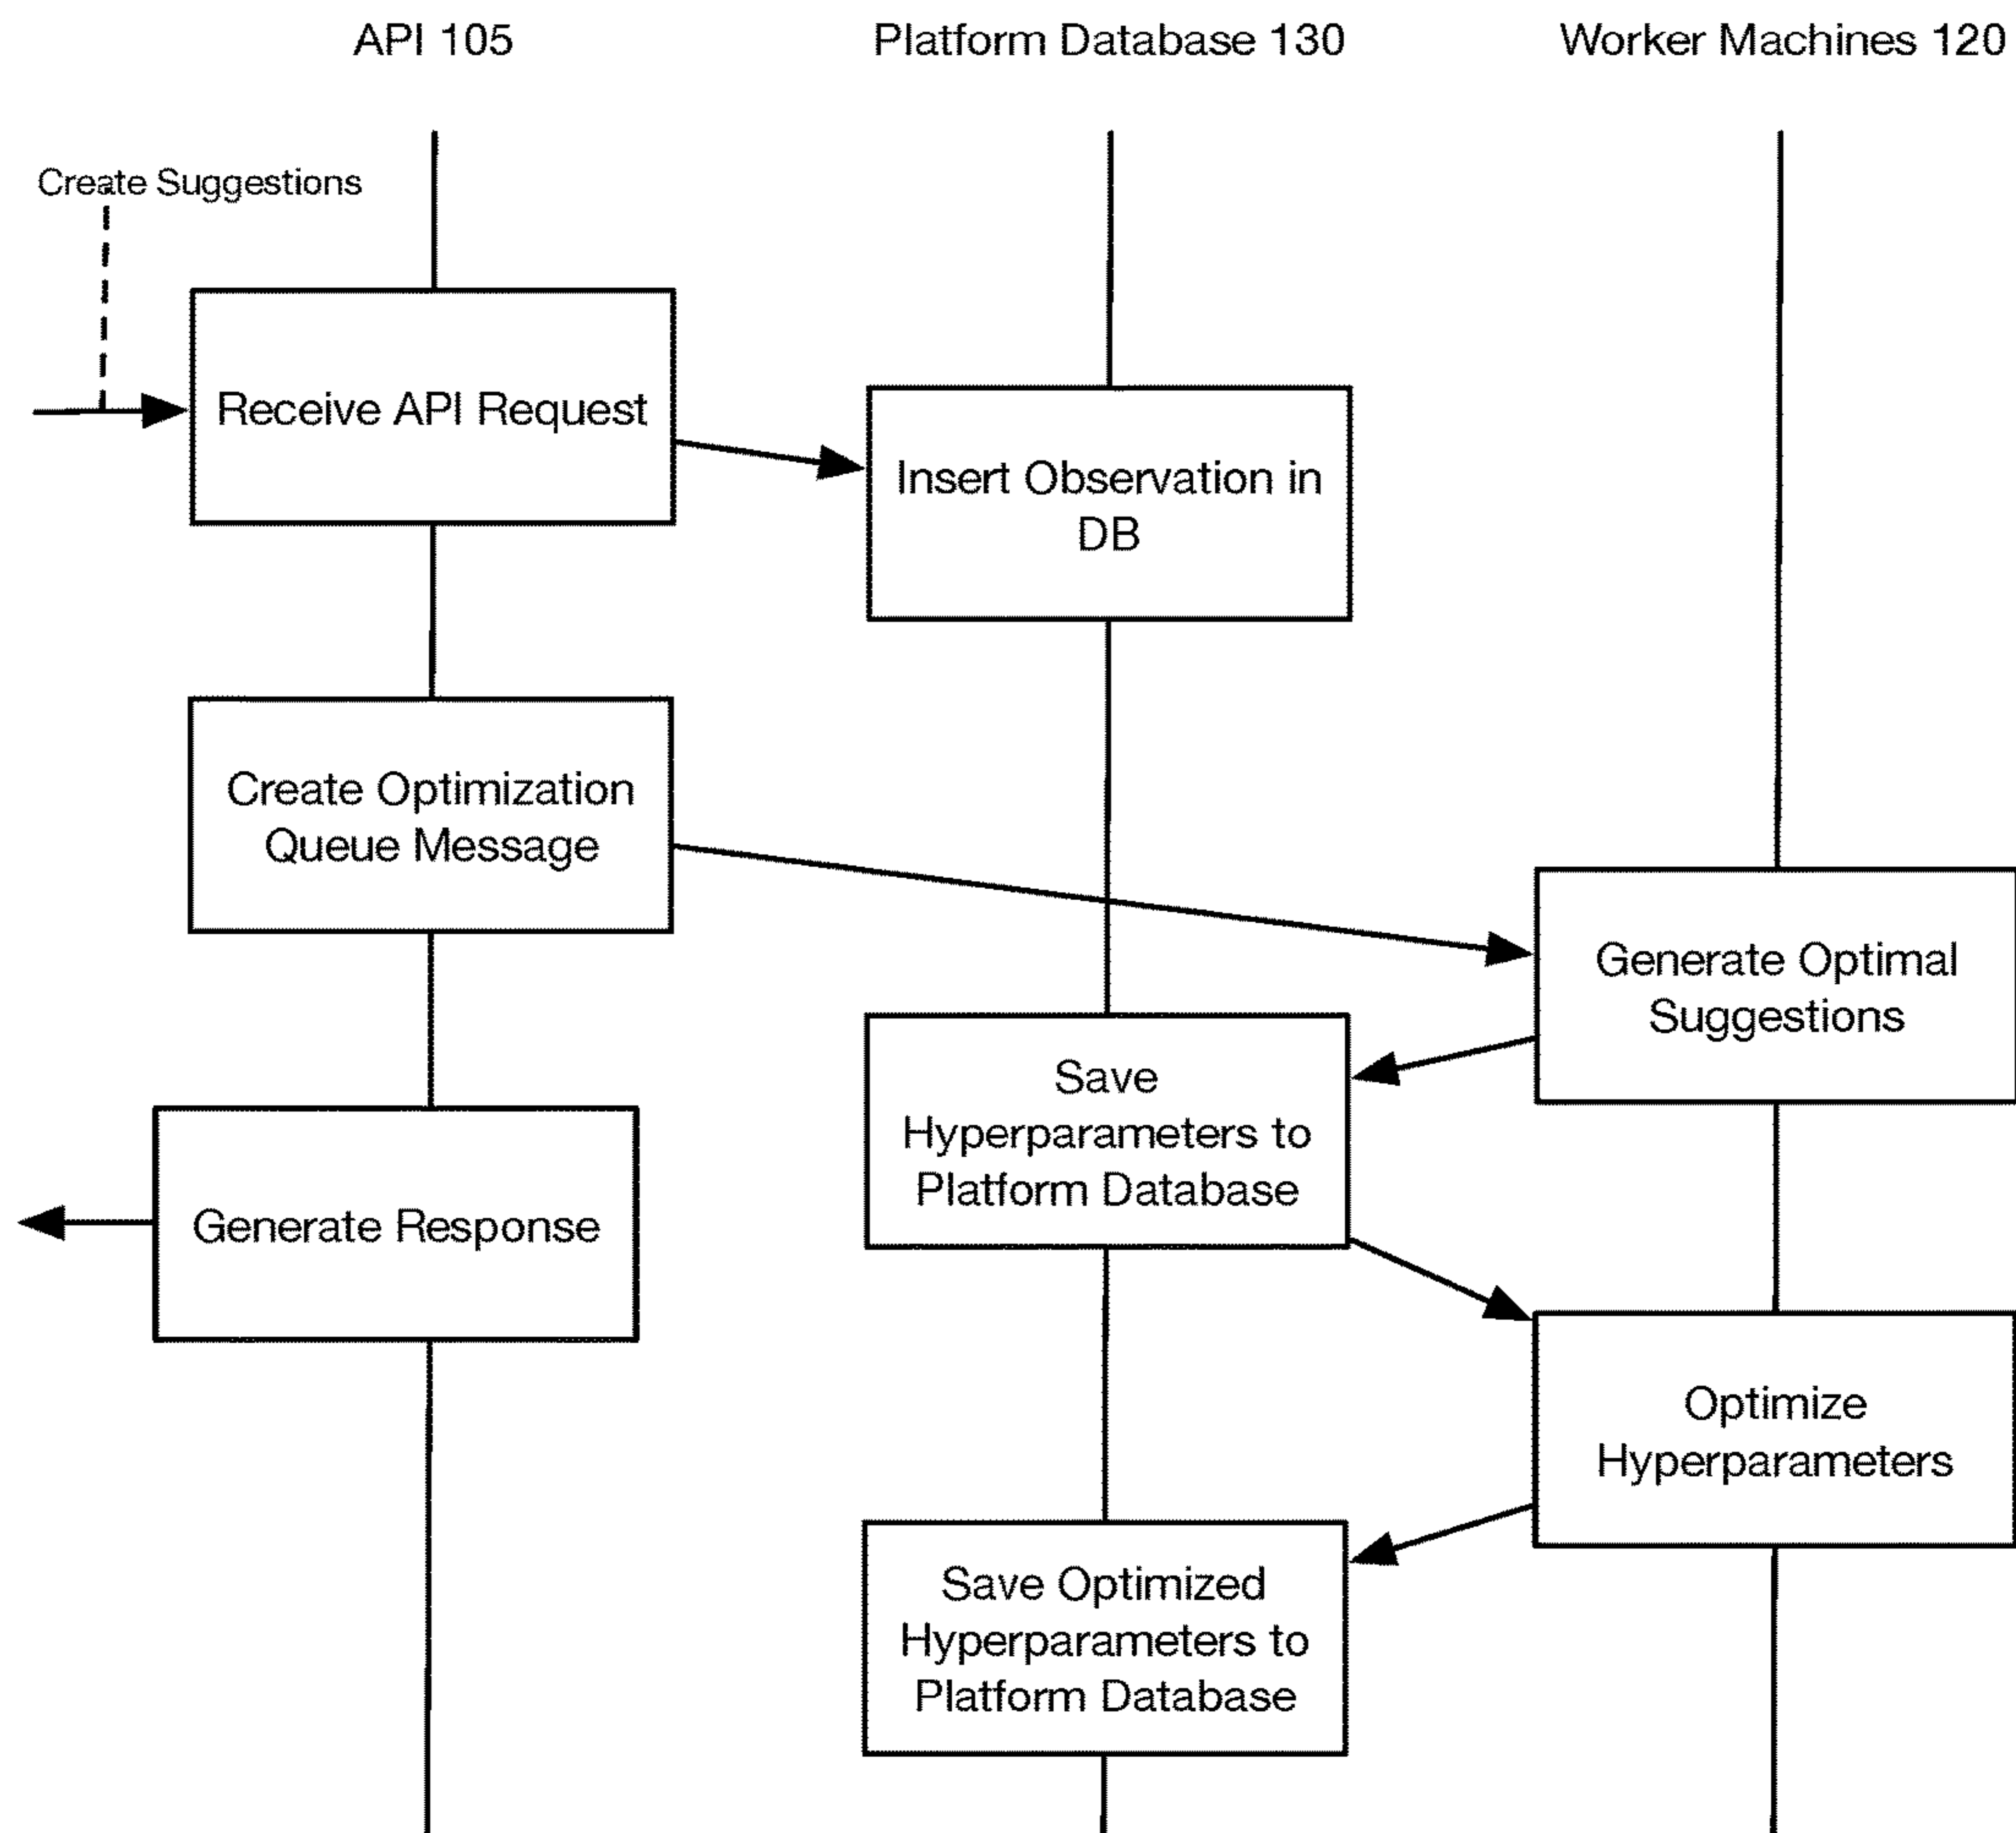 API 105
Platform Database 130
Worker Machines 120
Create Suggestions
Receive API Request
Insert Observation in
DB
Create Optimization
Queue Message
Generate Optimal
Suggestions
Save
Hyperparameters to
Platform Database
Generate Response
Optimize
Hyperparameters
Save Optimized
Hyperparameters to
Platform Database